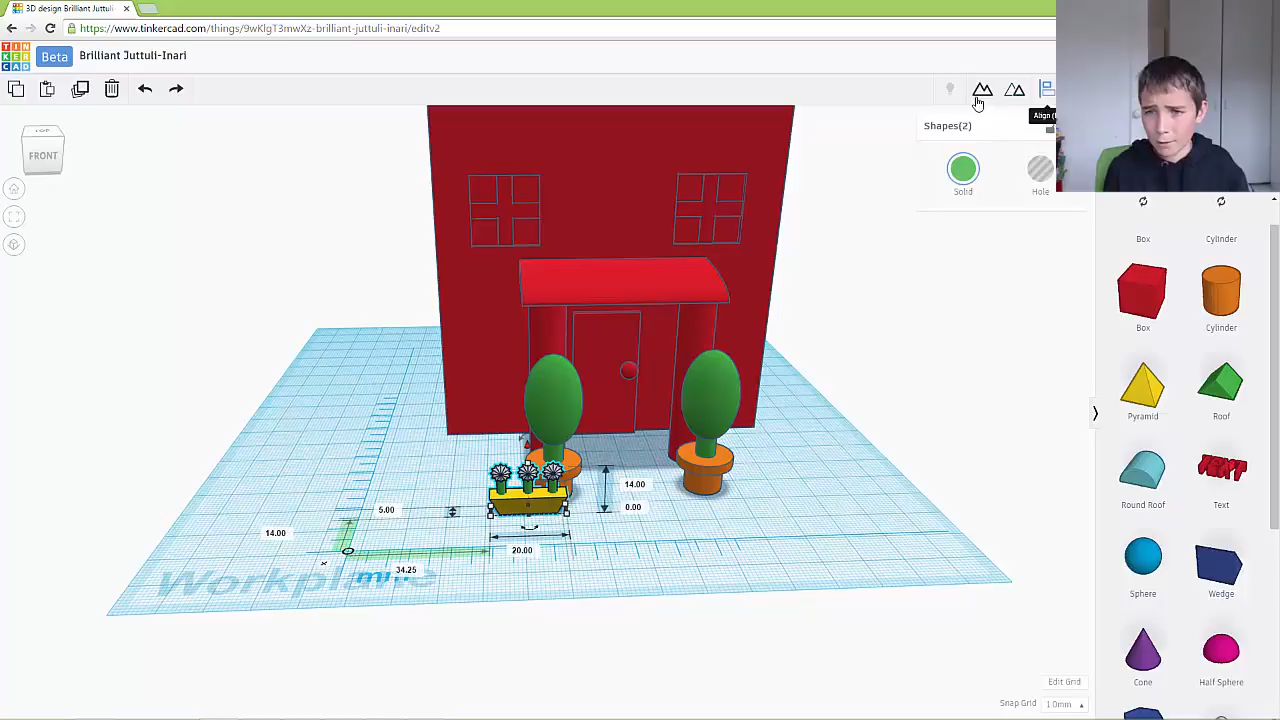 3D design Brilliant Juttuli-
https://www.tinkercad.com/things/9wKlgT3mwXz-brilliant-juttuli-inari/editv2
TIN
KER
CAD
Beta
Brilliant Juttuli-Inari
Align (
TOP
FRONT
Shapes(2)
Solid
Hole
Box
Cylinder
Box
Cylinder
Pyramid
Roof
Round Roof
Text
Sphere
Wedge
Cone
Half Sphere
14.00
0.00
5.00
14.00
20.00
34.25
Workplane
Edit Grid
Snap Grid
1.0mm